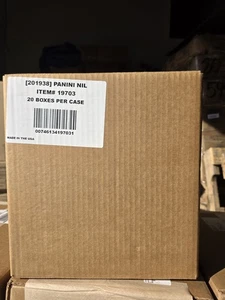 [201938] PANINI NIL
ITEM# 19703
20 BOXES PER CASE
00746134197031
MADE IN THE USA